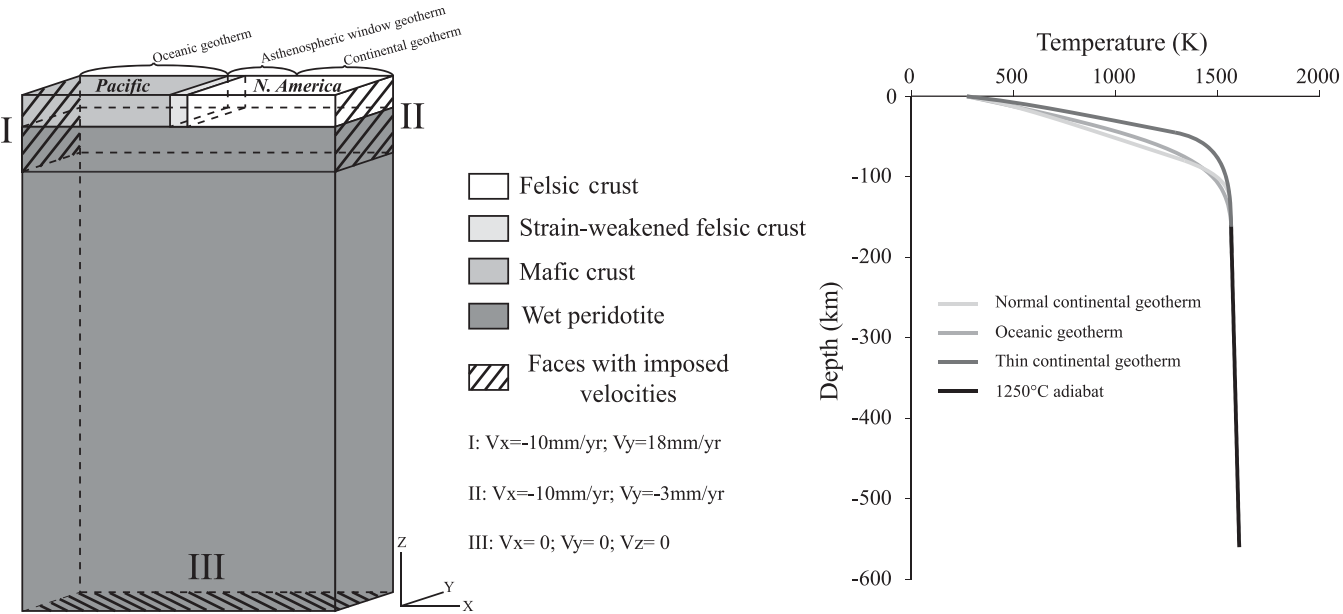 Oceanic geotherm
Asthenospheric window geotherm
Continental geotherm
Pacific
N. America
I
II
III
Z
Y
X
Felsic crust
Strain-weakened felsic crust
Mafic crust
Wet peridotite
Faces with imposed
velocities
I: Vx=-10mm/yr; Vy=18mm/yr
II: Vx=-10mm/yr; Vy=-3mm/yr
III: Vx= 0; Vy= 0; Vz= 0
Temperature (K)
0 500 1000 1500 2000
0
-100
-200
-300
-400
-500
-600
Depth (km)
Normal continental geotherm
Oceanic geotherm
Thin continental geotherm
1250°C adiabat